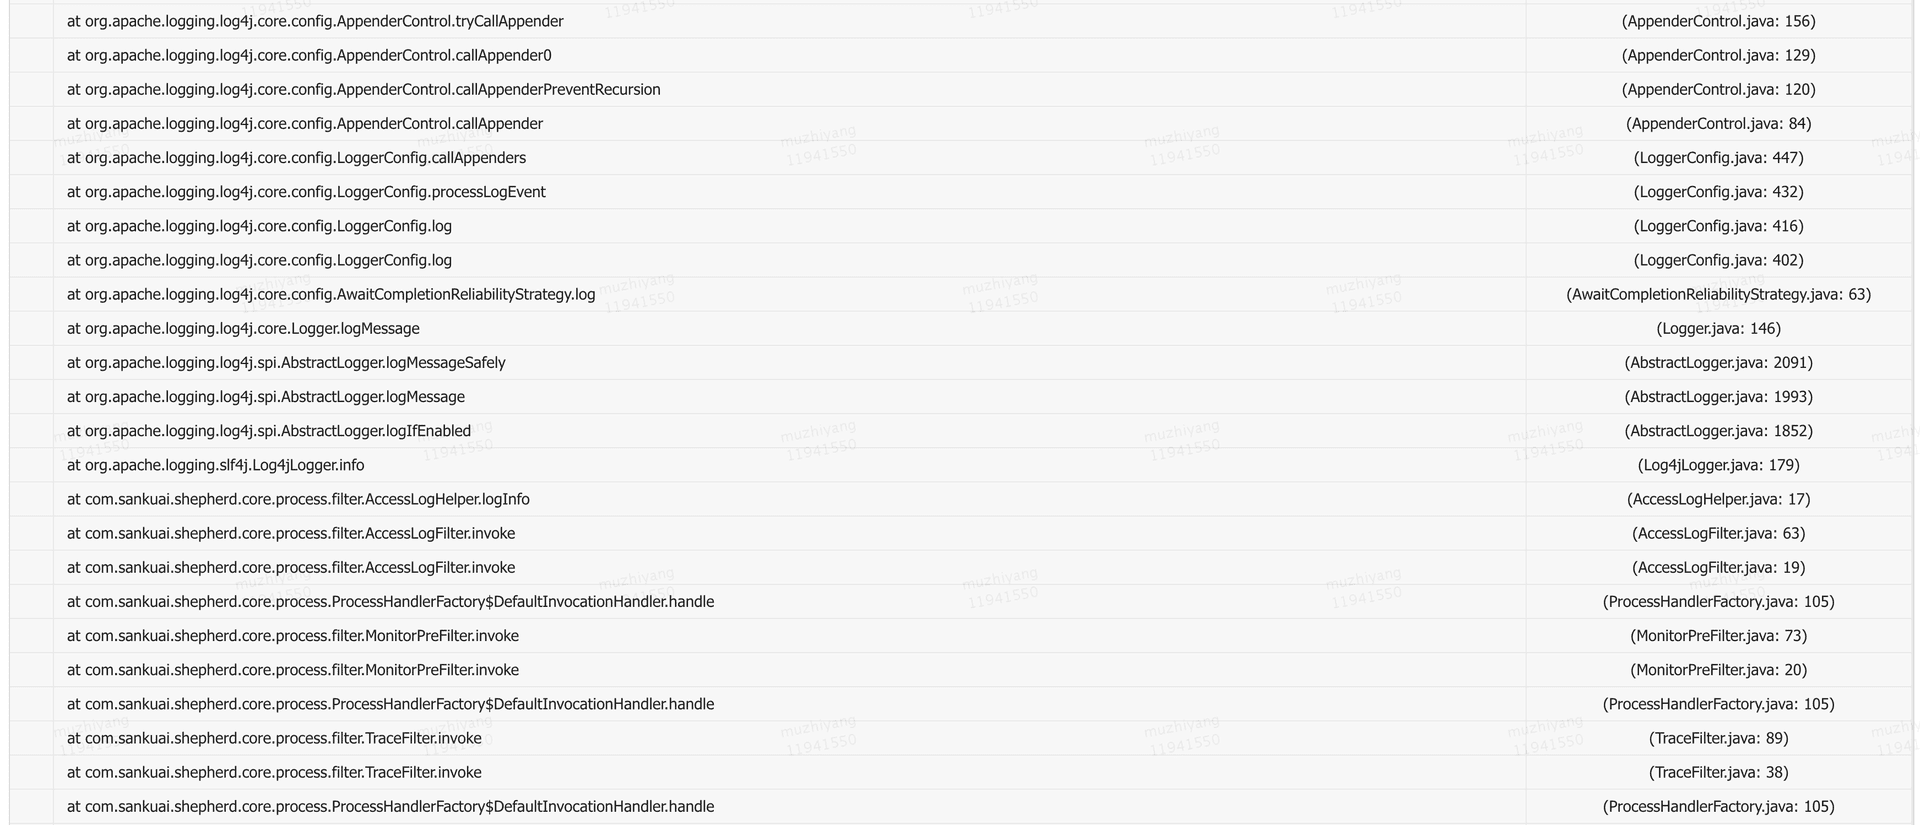 at org.apache.logging.log4j.core.config.AppenderControl.tryCallAppender (AppenderControl.java: 156)
at org.apache.logging.log4j.core.config.AppenderControl.callAppender0 (AppenderControl.java: 129)
at org.apache.logging.log4j.core.config.AppenderControl.callAppenderPreventRecursion (AppenderControl.java: 120)
at org.apache.logging.log4j.core.config.AppenderControl.callAppender (AppenderControl.java: 84)
at org.apache.logging.log4j.core.config.LoggerConfig.callAppenders (LoggerConfig.java: 447)
at org.apache.logging.log4j.core.config.LoggerConfig.processLogEvent (LoggerConfig.java: 432)
at org.apache.logging.log4j.core.config.LoggerConfig.log (LoggerConfig.java: 416)
at org.apache.logging.log4j.core.config.LoggerConfig.log (LoggerConfig.java: 402)
at org.apache.logging.log4j.core.config.AwaitCompletionReliabilityStrategy.log (AwaitCompletionReliabilityStrategy.java: 63)
at org.apache.logging.log4j.core.Logger.logMessage (Logger.java: 146)
at org.apache.logging.log4j.spi.AbstractLogger.logMessageSafely (AbstractLogger.java: 2091)
at org.apache.logging.log4j.spi.AbstractLogger.logMessage (AbstractLogger.java: 1993)
at org.apache.logging.log4j.spi.AbstractLogger.logIfEnabled (AbstractLogger.java: 1852)
at org.apache.logging.slf4j.Log4jLogger.info (Log4jLogger.java: 179)
at com.sankuai.shepherd.core.process.filter.AccessLogHelper.logInfo (AccessLogHelper.java: 17)
at com.sankuai.shepherd.core.process.filter.AccessLogFilter.invoke (AccessLogFilter.java: 63)
at com.sankuai.shepherd.core.process.filter.AccessLogFilter.invoke (AccessLogFilter.java: 19)
at com.sankuai.shepherd.core.process.ProcessHandlerFactory$DefaultInvocationHandler.handle (ProcessHandlerFactory.java: 105)
at com.sankuai.shepherd.core.process.filter.MonitorPreFilter.invoke (MonitorPreFilter.java: 73)
at com.sankuai.shepherd.core.process.filter.MonitorPreFilter.invoke (MonitorPreFilter.java: 20)
at com.sankuai.shepherd.core.process.ProcessHandlerFactory$DefaultInvocationHandler.handle (ProcessHandlerFactory.java: 105)
at com.sankuai.shepherd.core.process.filter.TraceFilter.invoke (TraceFilter.java: 89)
at com.sankuai.shepherd.core.process.filter.TraceFilter.invoke (TraceFilter.java: 38)
at com.sankuai.shepherd.core.process.ProcessHandlerFactory$DefaultInvocationHandler.handle (ProcessHandlerFactory.java: 105)
muzhiyang
11941550